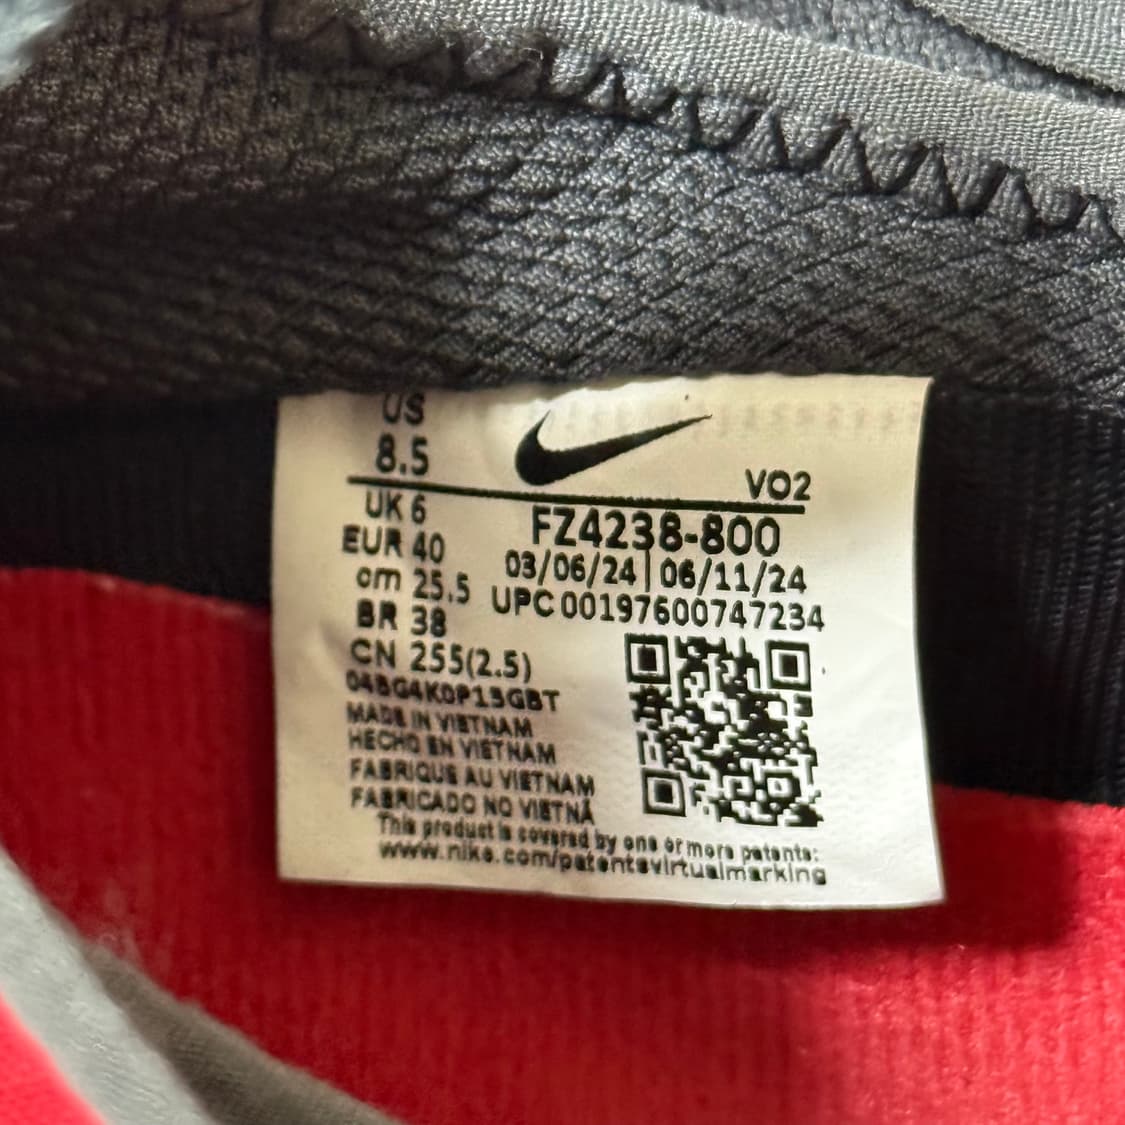 US
8.5
VO2
UK 6
FZ4238-800
EUR 40
03/06/24 | 06/11/24
cm 25.5
UPC 00197600747234
BR 38
CN 255(2.5)
04BG4K0P13GBT
MADE IN VIETNAM
HECHO EN VIETNAM
FABRIQUE AU VIETNAM
FABRICADO NO VIETNÃ
This product is covered by one or more patents:
www.nike.com/patentsvirtualmarking